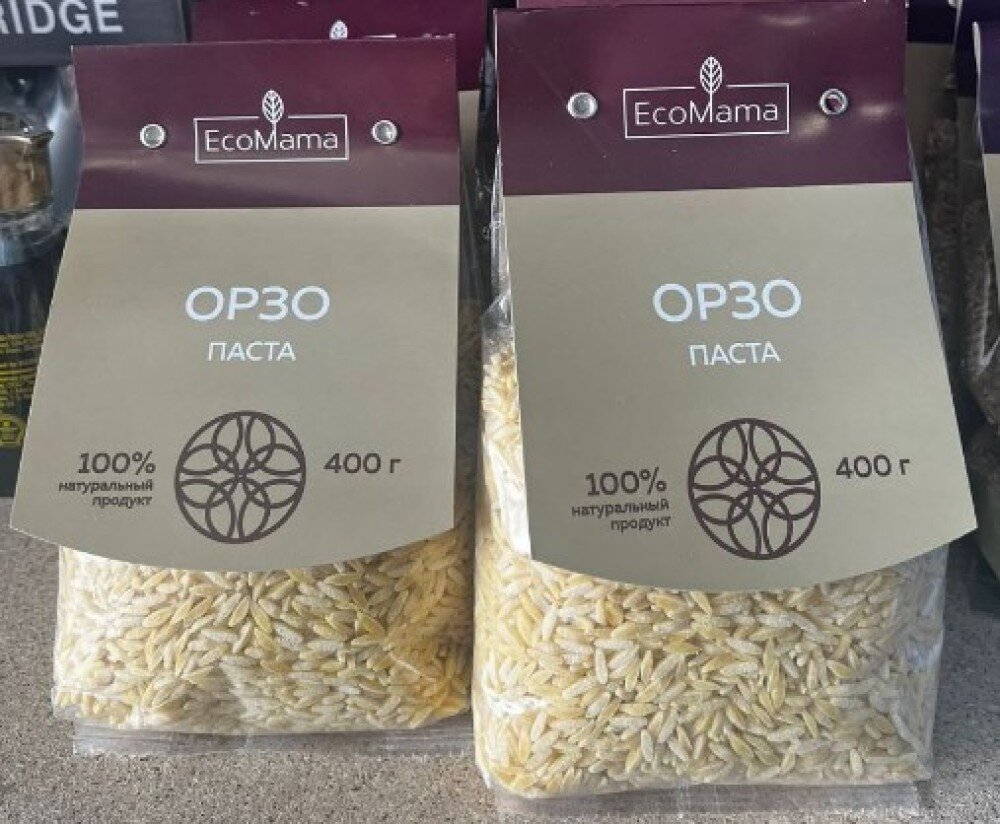 RIDGE
EcoMama
ОРЗО
ПАСТА
100%
натуральный
продукт
400 г
EcoMama
ОРЗО
ПАСТА
100%
натуральный
продукт
400 г